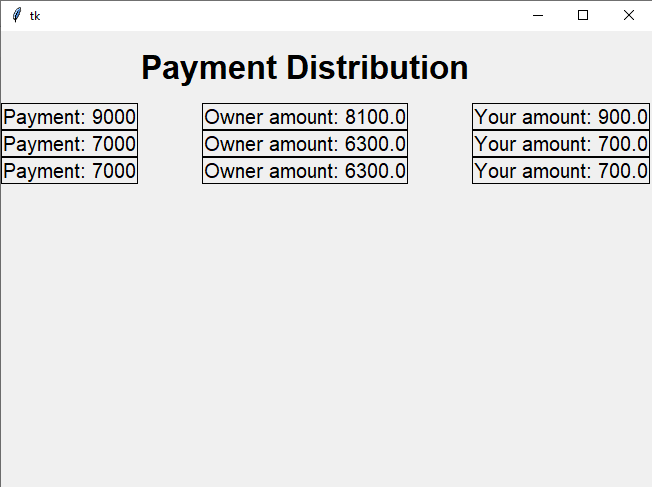 tk
Payment Distribution
Payment: 9000 Owner amount: 8100.0 Your amount: 900.0
Payment: 7000 Owner amount: 6300.0 Your amount: 700.0
Payment: 7000 Owner amount: 6300.0 Your amount: 700.0